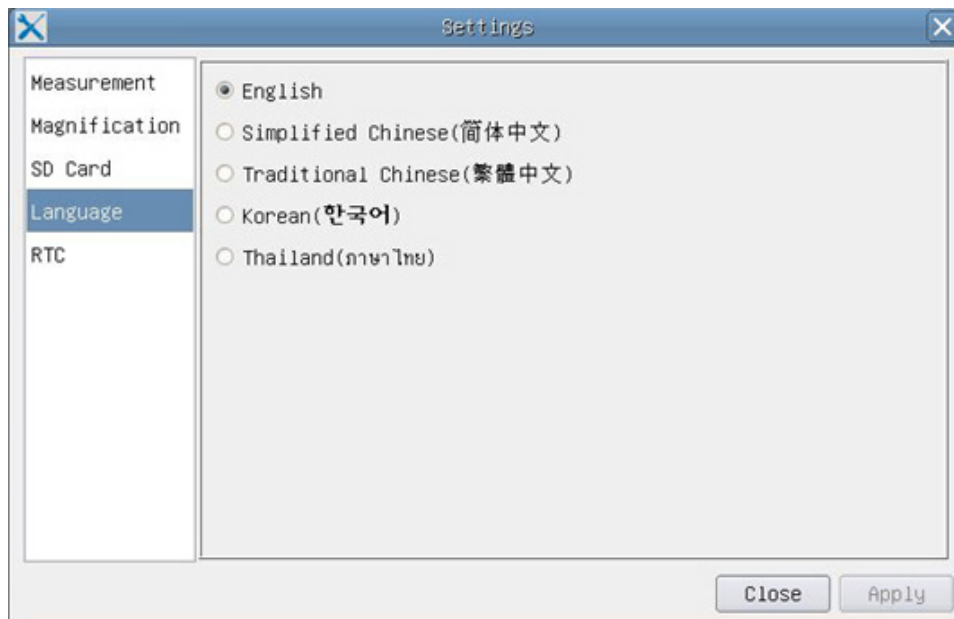 Settings
Measurement
Magnification
SD Card
Language
RTC
English
Simplified Chinese(简体中文)
Traditional Chinese(繁體中文)
Korean(한국어)
Thailand(ภาษาไทย)
Close
Apply